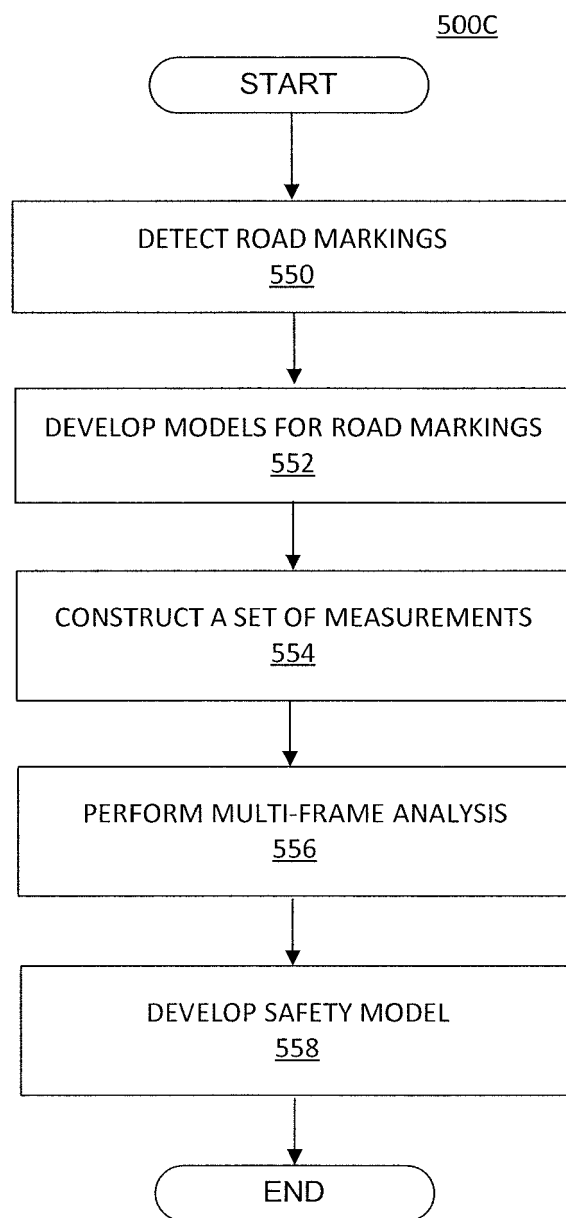 500C
START
DETECT ROAD MARKINGS
550
DEVELOP MODELS FOR ROAD MARKINGS
552
CONSTRUCT A SET OF MEASUREMENTS
554
PERFORM MULTI-FRAME ANALYSIS
556
DEVELOP SAFETY MODEL
558
END